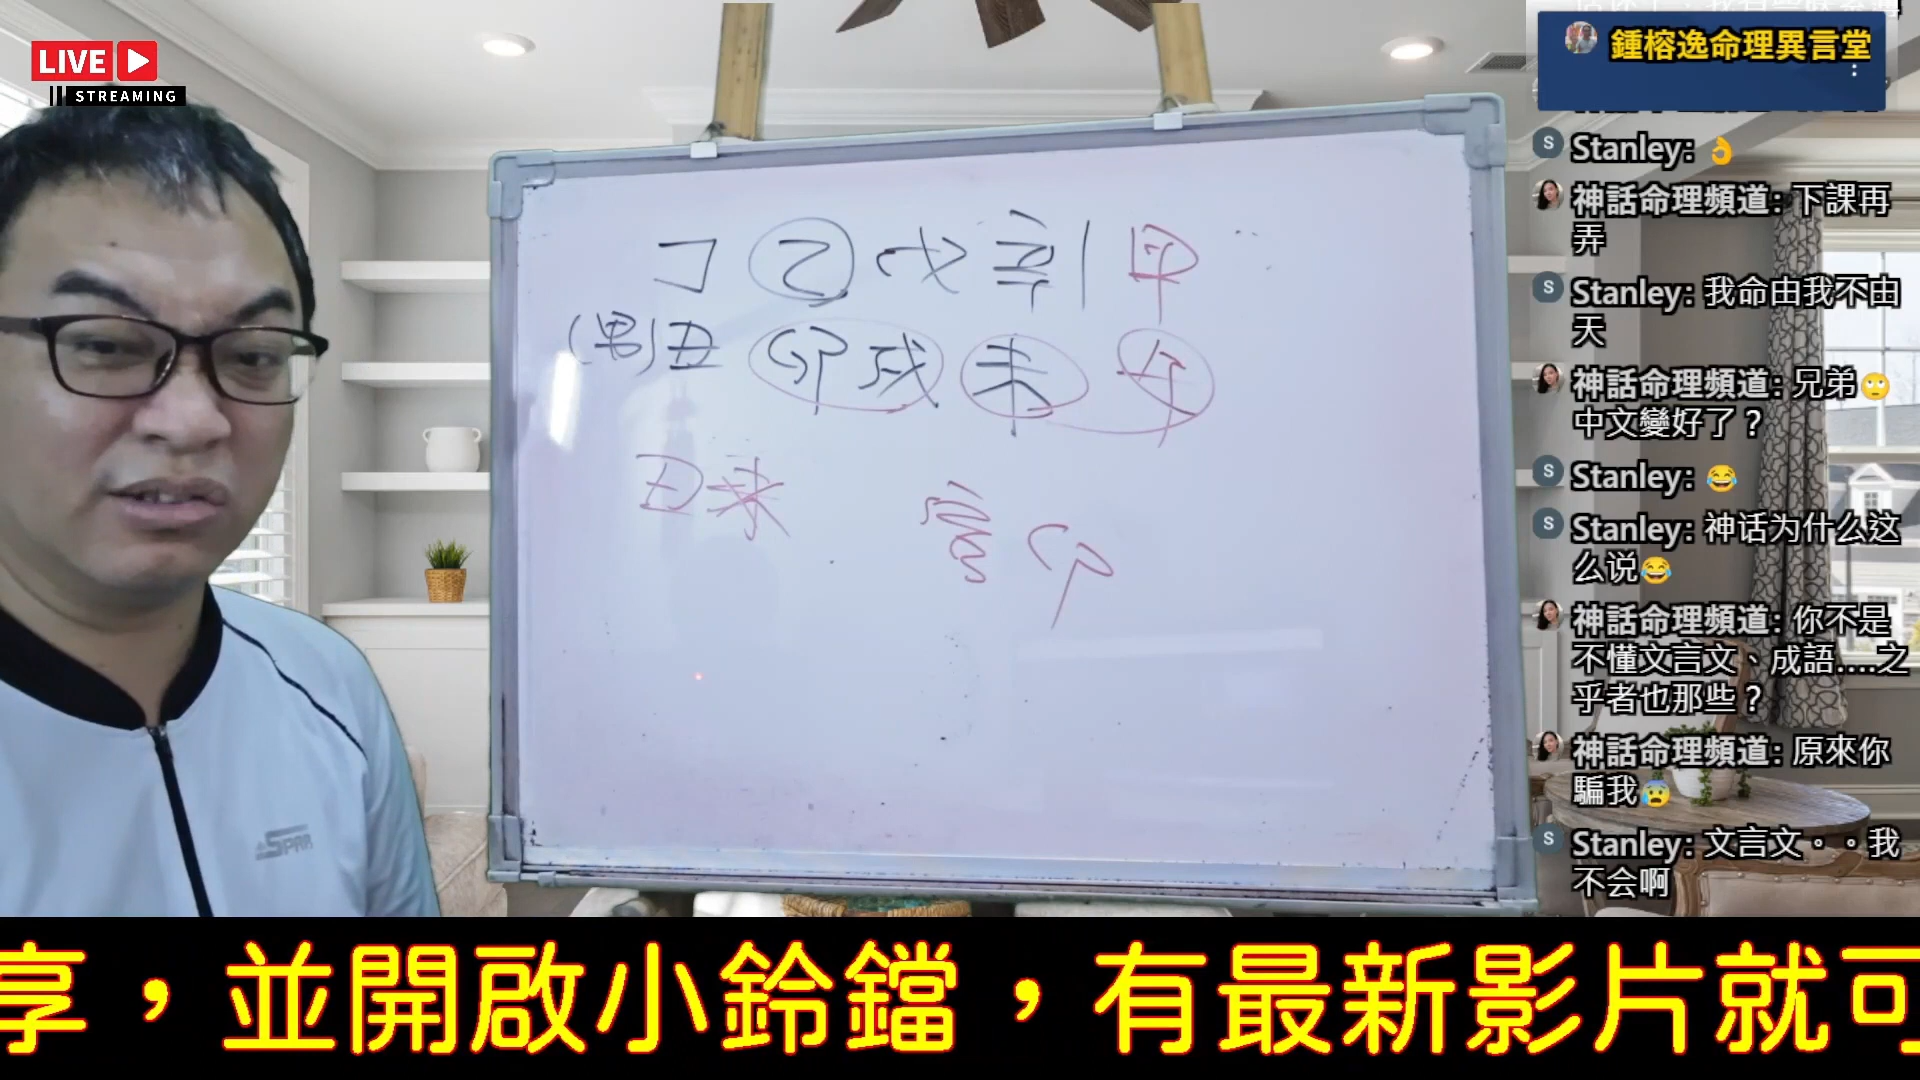 LIVE
STREAMING
丁乙戊辛 甲
(男)丑卯戌未 午
丑未
官印
鍾榕逸命理異言堂
Stanley: 👌
神話命理頻道: 下課再
弄
Stanley: 我命由我不由
天
神話命理頻道: 兄弟🙄
中文變好了？
Stanley: 😂
Stanley: 神话为什么这
么说😂
神話命理頻道: 你不是
不懂文言文、成語....之
乎者也那些？
神話命理頻道: 原來你
騙我😰
Stanley: 文言文。。我
不会啊
SPAR
享，並開啟小鈴鐺，有最新影片就可